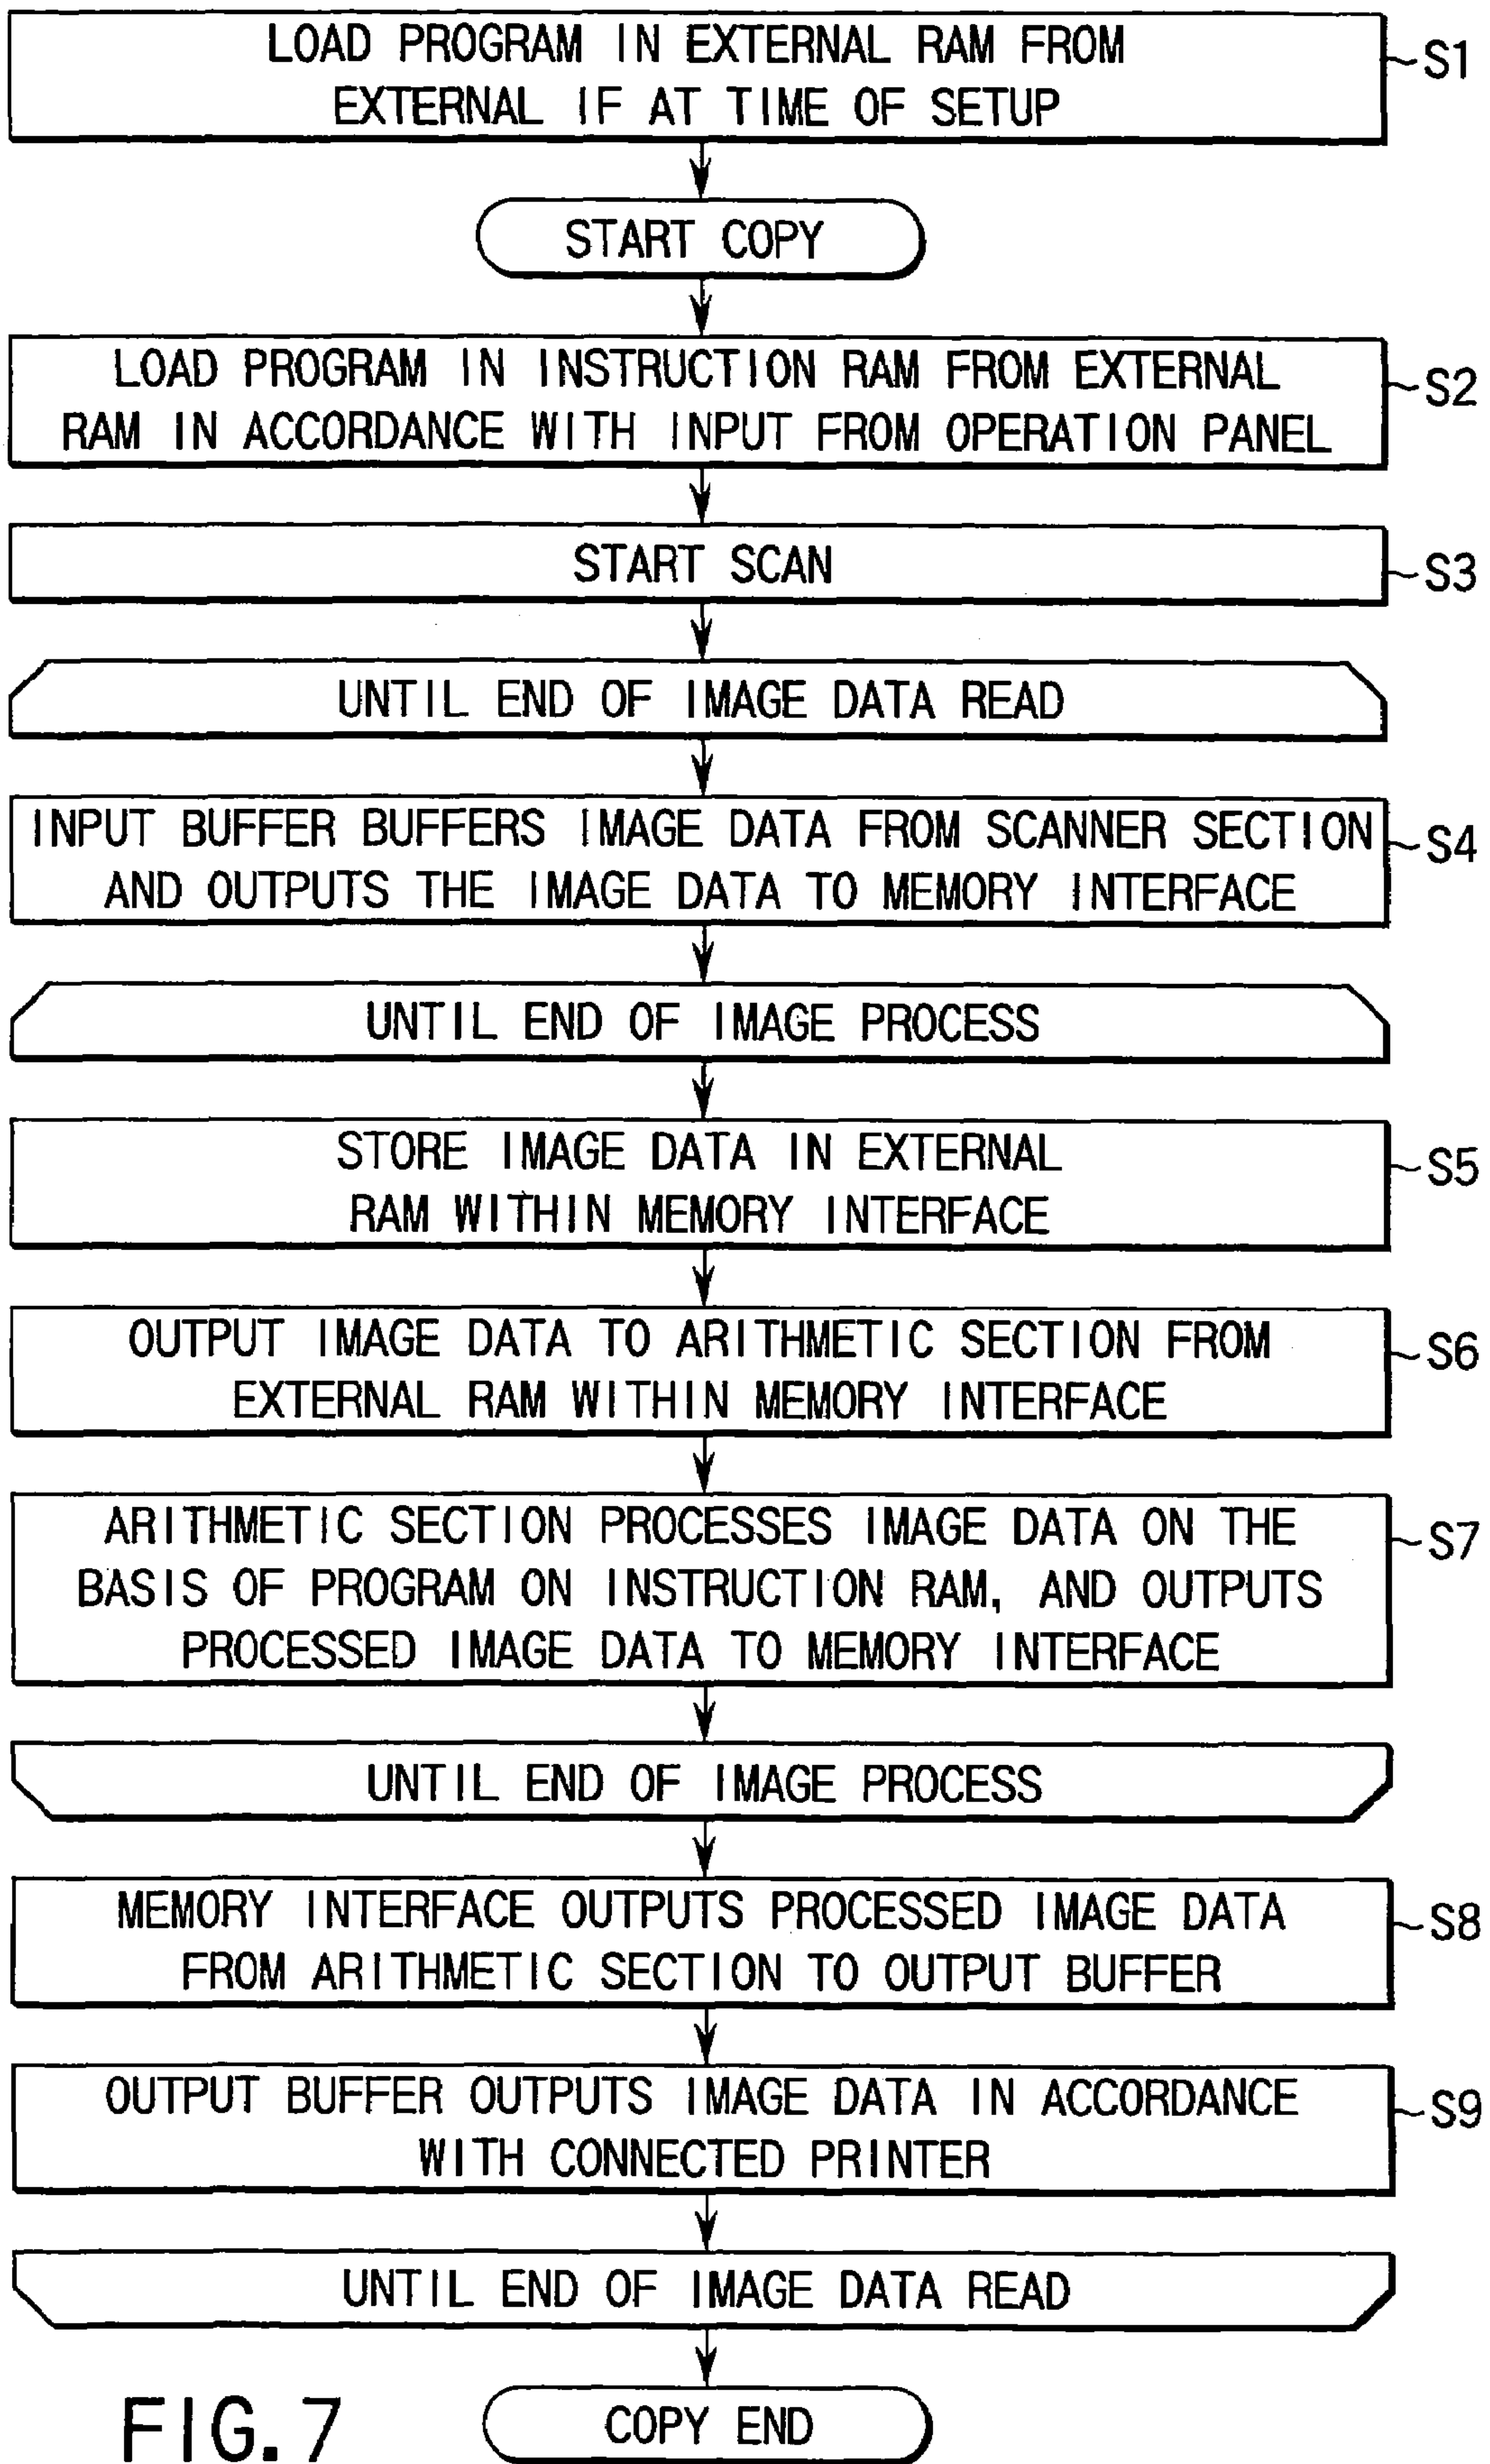 LOAD PROGRAM IN EXTERNAL RAM FROM
EXTERNAL IF AT TIME OF SETUP
S1
START COPY
LOAD PROGRAM IN INSTRUCTION RAM FROM EXTERNAL
RAM IN ACCORDANCE WITH INPUT FROM OPERATION PANEL
S2
START SCAN
S3
UNTIL END OF IMAGE DATA READ
INPUT BUFFER BUFFERS IMAGE DATA FROM SCANNER SECTION
AND OUTPUTS THE IMAGE DATA TO MEMORY INTERFACE
S4
UNTIL END OF IMAGE PROCESS
STORE IMAGE DATA IN EXTERNAL
RAM WITHIN MEMORY INTERFACE
S5
OUTPUT IMAGE DATA TO ARITHMETIC SECTION FROM
EXTERNAL RAM WITHIN MEMORY INTERFACE
S6
ARITHMETIC SECTION PROCESSES IMAGE DATA ON THE
BASIS OF PROGRAM ON INSTRUCTION RAM, AND OUTPUTS
PROCESSED IMAGE DATA TO MEMORY INTERFACE
S7
UNTIL END OF IMAGE PROCESS
MEMORY INTERFACE OUTPUTS PROCESSED IMAGE DATA
FROM ARITHMETIC SECTION TO OUTPUT BUFFER
S8
OUTPUT BUFFER OUTPUTS IMAGE DATA IN ACCORDANCE
WITH CONNECTED PRINTER
S9
UNTIL END OF IMAGE DATA READ
COPY END
FIG.7